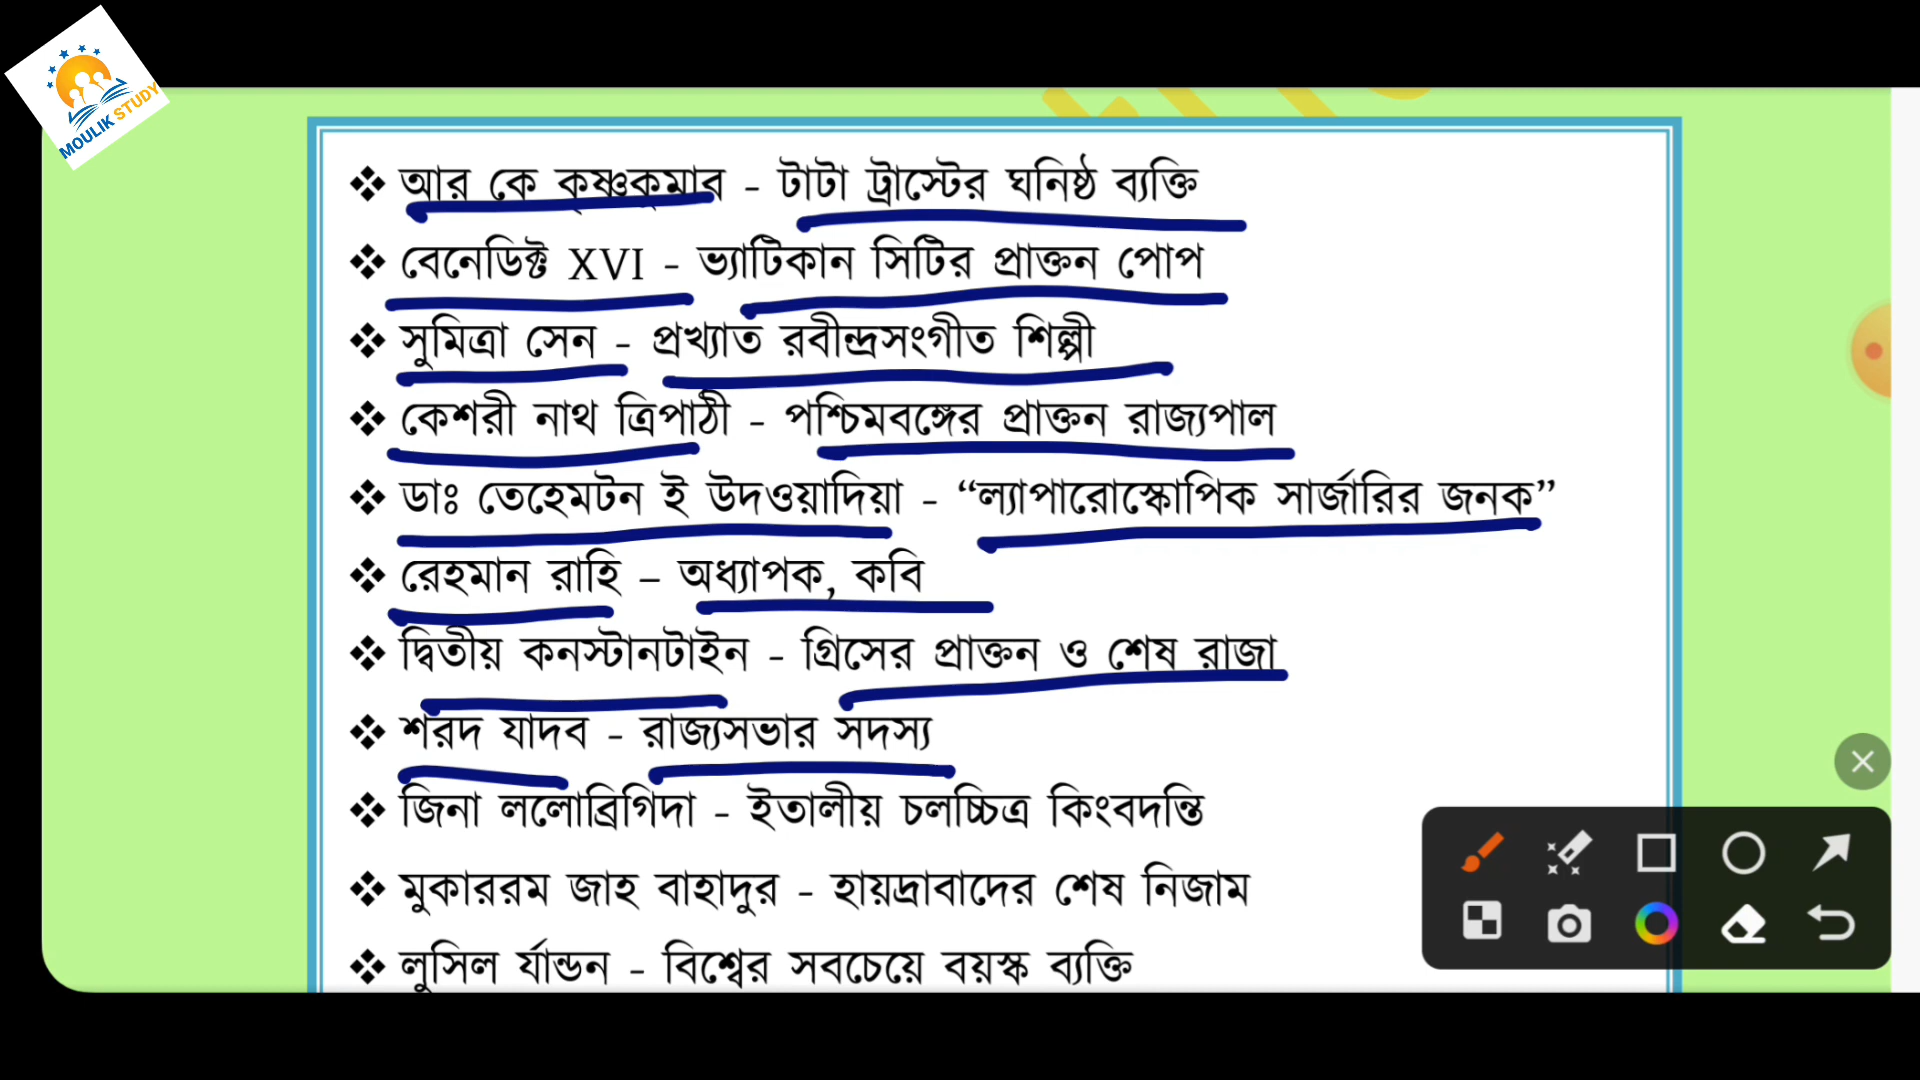 MOULIK STUDY
❖ আর কে কৃষ্ণকুমার - টাটা ট্রাস্টের ঘনিষ্ঠ ব্যক্তি
❖ বেনেডিক্ট XVI - ভ্যাটিকান সিটির প্রাক্তন পোপ
❖ সুমিত্রা সেন - প্রখ্যাত রবীন্দ্রসংগীত শিল্পী
❖ কেশরী নাথ ত্রিপাঠী - পশ্চিমবঙ্গের প্রাক্তন রাজ্যপাল
❖ ডাঃ তেহেমটন ই উদওয়াদিয়া - “ল্যাপারোস্কোপিক সার্জারির জনক”
❖ রেহমান রাহি – অধ্যাপক, কবি
❖ দ্বিতীয় কনস্টানটাইন - গ্রিসের প্রাক্তন ও শেষ রাজা
❖ শরদ যাদব - রাজ্যসভার সদস্য
❖ জিনা ললোব্রিগিদা - ইতালীয় চলচ্চিত্র কিংবদন্তি
❖ মুকাররম জাহ বাহাদুর - হায়দ্রাবাদের শেষ নিজাম
❖ লুসিল র্যান্ডন - বিশ্বের সবচেয়ে বয়স্ক ব্যক্তি